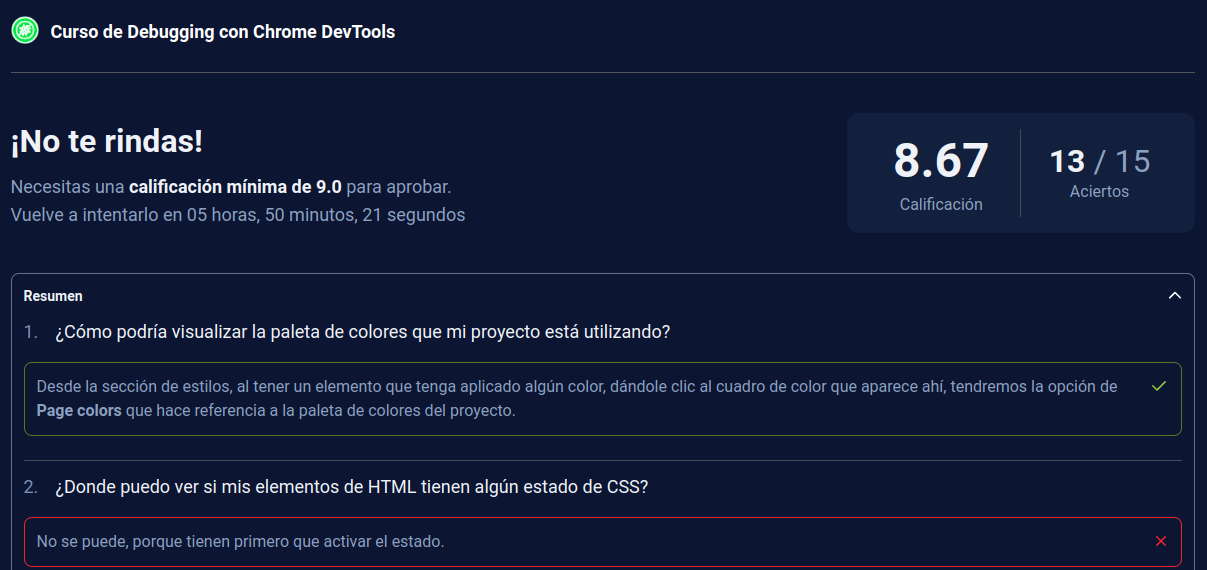 Curso de Debugging con Chrome DevTools
¡No te rindas!
Necesitas una calificación mínima de 9.0 para aprobar.
Vuelve a intentarlo en 05 horas, 50 minutos, 21 segundos
8.67
Calificación
13 / 15
Aciertos
Resumen
1. ¿Cómo podría visualizar la paleta de colores que mi proyecto está utilizando?
Desde la sección de estilos, al tener un elemento que tenga aplicado algún color, dándole clic al cuadro de color que aparece ahí, tendremos la opción de
Page colors que hace referencia a la paleta de colores del proyecto.
2. ¿Donde puedo ver si mis elementos de HTML tienen algún estado de CSS?
No se puede, porque tienen primero que activar el estado.